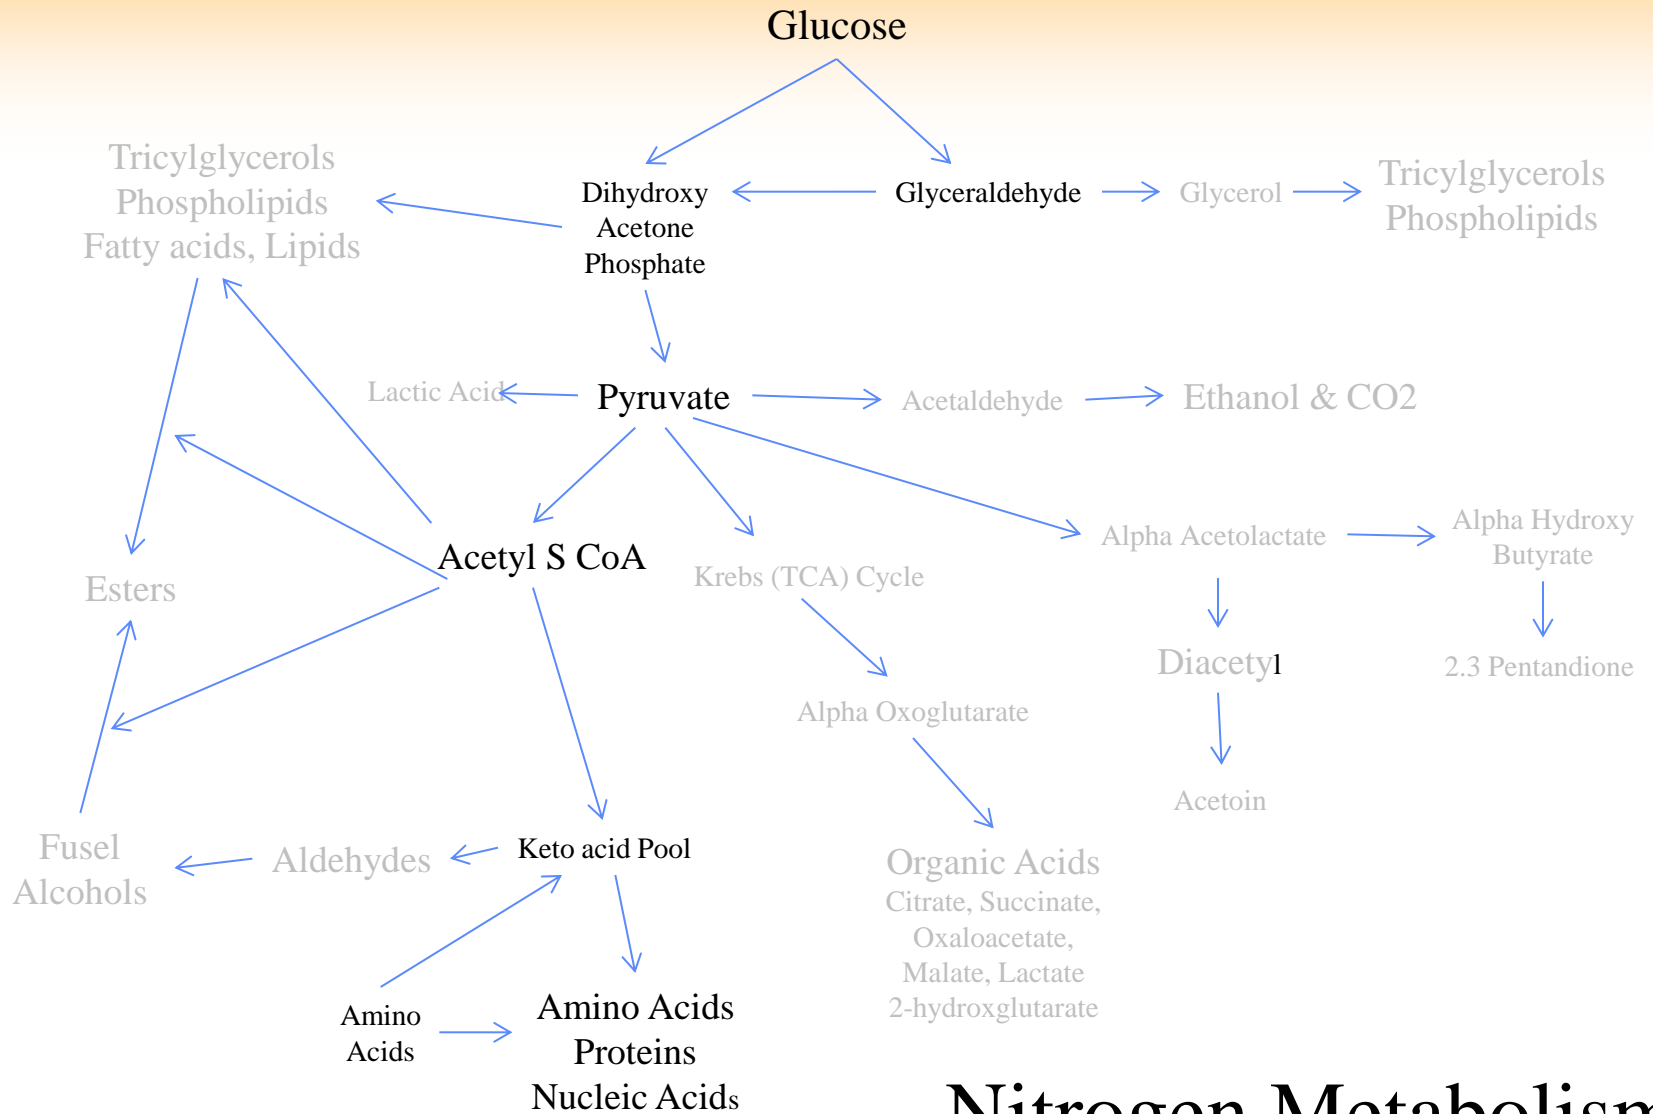 Glucose
Tricylglycerols
Phospholipids
Fatty acids, Lipids
Dihydroxy
Acetone
Phosphate
Glyceraldehyde
Glycerol
Tricylglycerols
Phospholipids
Lactic Acid
Pyruvate
Acetaldehyde
Ethanol & CO2
Acetyl S CoA
Krebs (TCA) Cycle
Alpha Acetolactate
Alpha Hydroxy
Butyrate
Esters
Diacetyl
2.3 Pentandione
Alpha Oxoglutarate
Acetoin
Fusel
Alcohols
Aldehydes
Keto acid Pool
Organic Acids
Citrate, Succinate,
Oxaloacetate,
Malate, Lactate
2-hydroxglutarate
Amino
Acids
Amino Acids
Proteins
Nucleic Acids
Nitrogen Metabolism